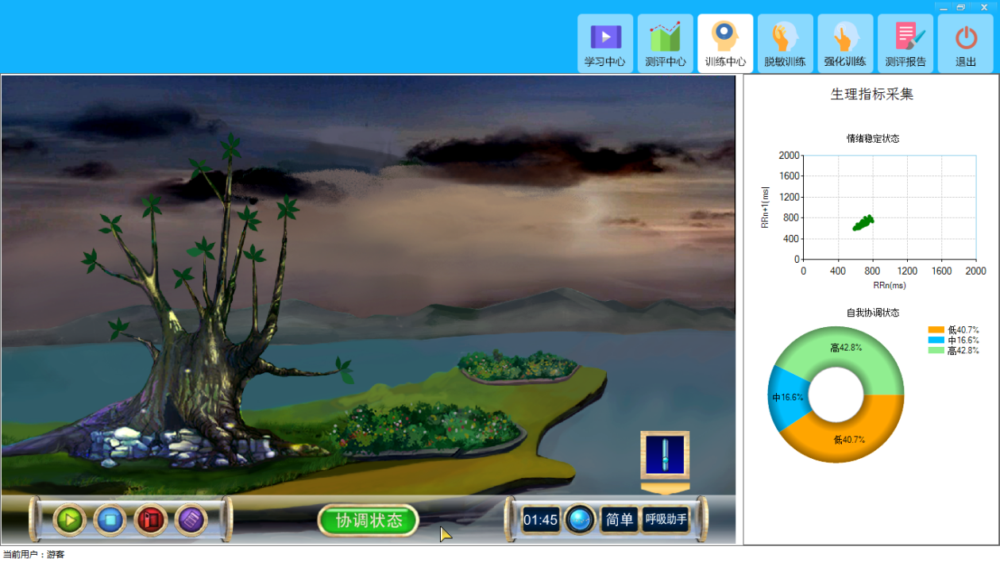 学习中心
测评中心
训练中心
脱敏训练
强化训练
测评报告
退出
生理指标采集
情绪稳定状态
2000
1600
1200
800
400
0
RRn+1(ms)
0 400 800 1200 1600 2000
RRn(ms)
自我协调状态
低40.7%
中16.6%
高42.8%
高42.8%
中16.6%
低40.7%
协调状态
01:45
简单
呼吸助手
当前用户：游客